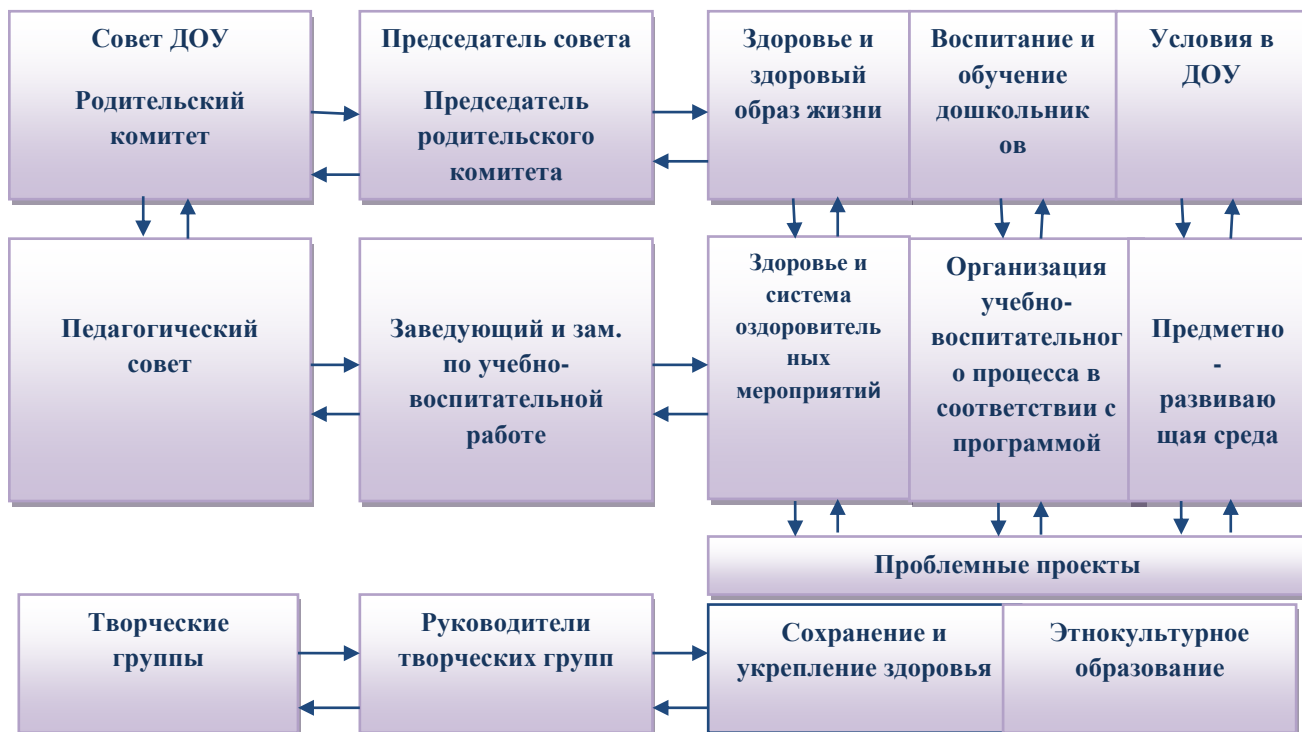 Совет ДОУ
Родительский
комитет
Председатель совета
Председатель
родительского
комитета
Здоровье и
здоровый
образ жизни
Воспитание и
обучение
дошкольник
ов
Условия в
ДОУ
Педагогический
совет
Заведующий и зам.
по учебно-
воспитательной
работе
Здоровье и
система
оздоровитель
ных
мероприятий
Организация
учебно-
воспитательног
о процесса в
соответствии с
программой
Предметно
-
развиваю
щая среда
Проблемные проекты
Творческие
группы
Руководители
творческих групп
Сохранение и
укрепление здоровья
Этнокультурное
образование